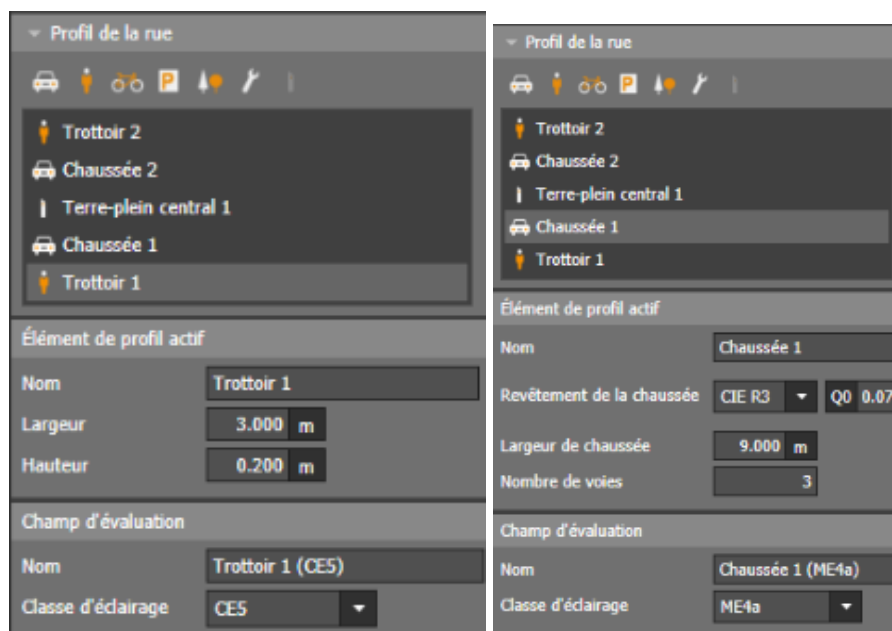 Profil de la rue
P
Trottoir 2
Chaussée 2
Terre-plein central 1
Chaussée 1
Trottoir 1
Élément de profil actif
Nom Trottoir 1
Largeur 3.000 m
Hauteur 0.200 m
Champ d'évaluation
Nom Trottoir 1 (CE5)
Classe d'éclairage CE5
Profil de la rue
P
Trottoir 2
Chaussée 2
Terre-plein central 1
Chaussée 1
Trottoir 1
Élément de profil actif
Nom Chaussée 1
Revêtement de la chaussée CIE R3 Q0 0.07
Largeur de chaussée 9.000 m
Nombre de voies 3
Champ d'évaluation
Nom Chaussée 1 (ME4a)
Classe d'éclairage ME4a